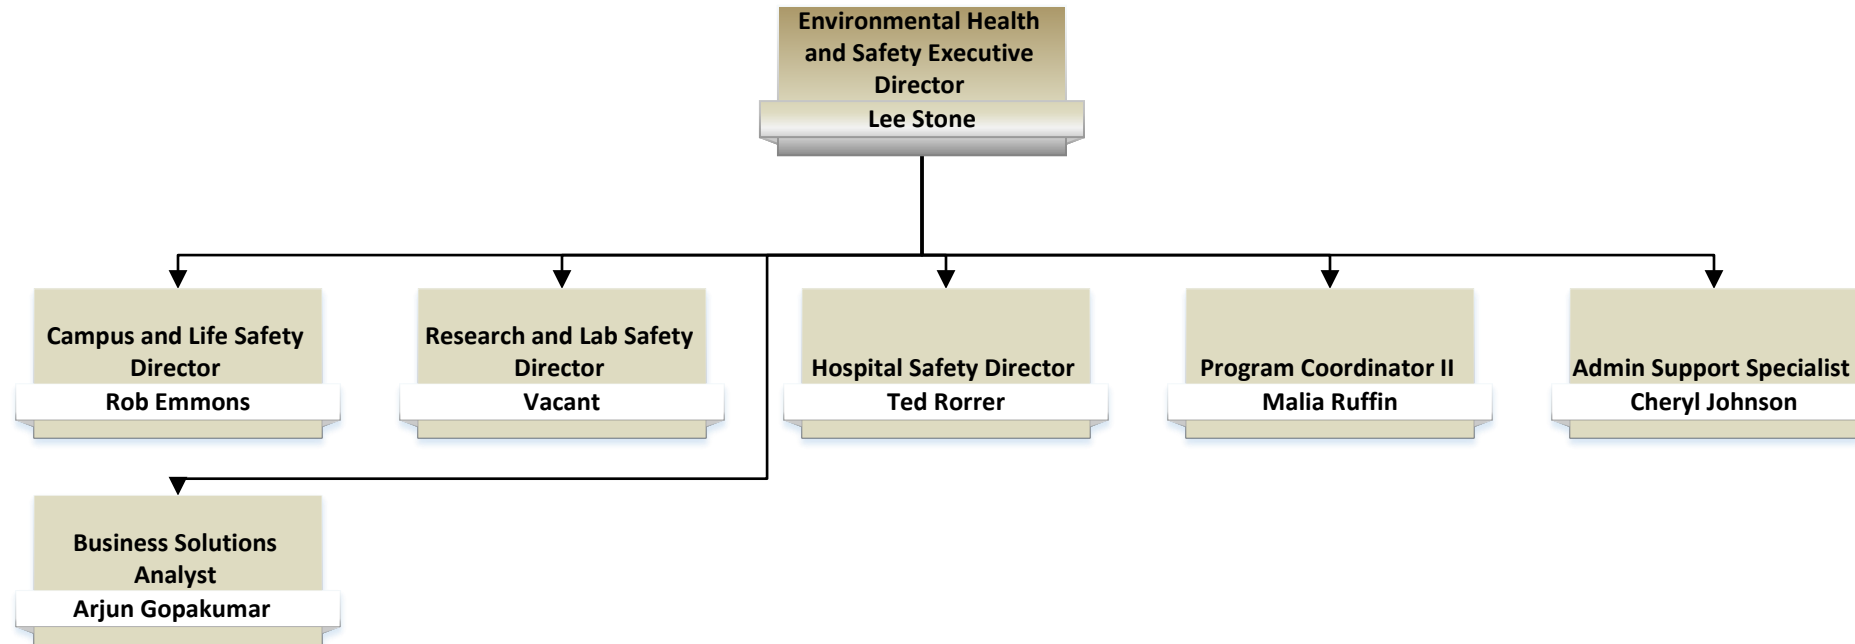 Environmental Health
and Safety Executive
Director
Lee Stone
Campus and Life Safety
Director
Rob Emmons
Research and Lab Safety
Director
Vacant
Hospital Safety Director
Ted Rorrer
Program Coordinator II
Malia Ruffin
Admin Support Specialist
Cheryl Johnson
Business Solutions
Analyst
Arjun Gopakumar